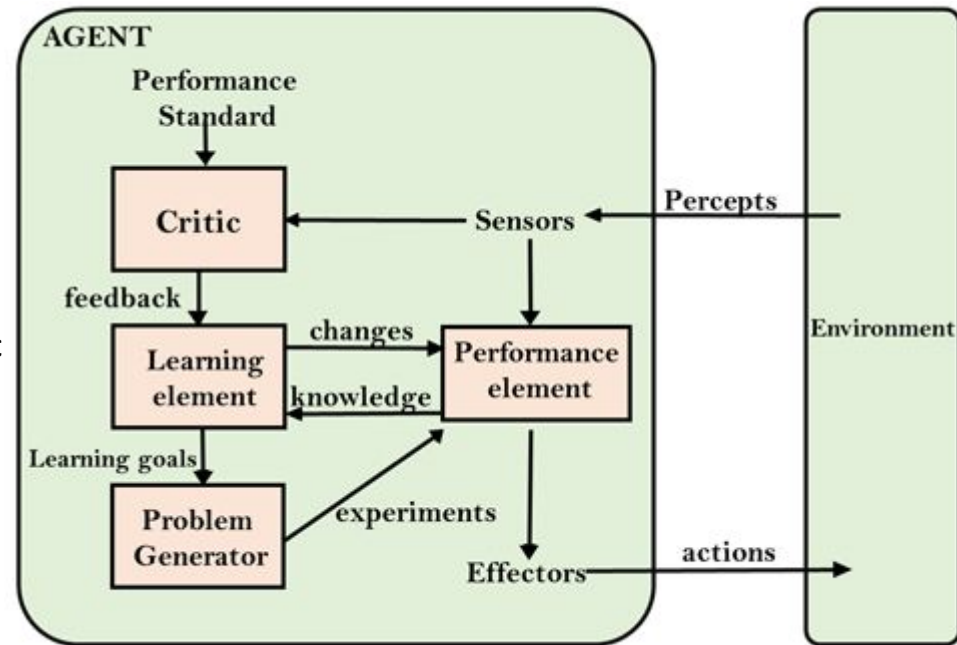 AGENT
Performance
Standard
Critic
Sensors
Percepts
feedback
changes
Environment
Learning
element
Performance
element
knowledge
Learning goals
Problem
Generator
experiments
Effectors
actions